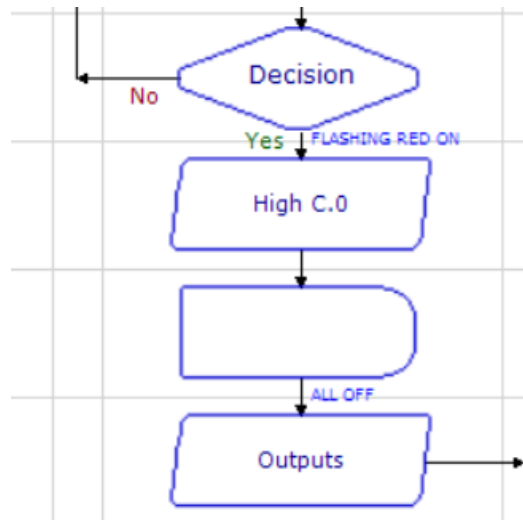 Decision
No
Yes FLASHING RED ON
High C.0
ALL OFF
Outputs